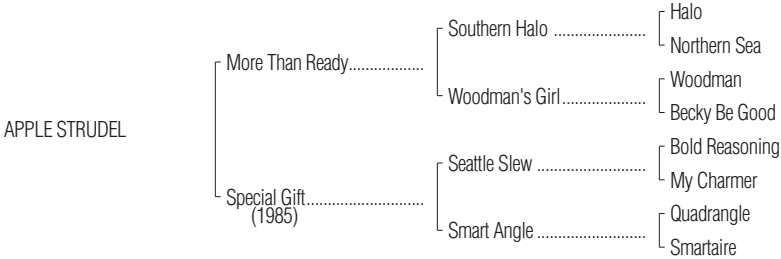 Halo
Southern Halo ......................
Northern Sea
More Than Ready..................
Woodman
Woodman's Girl....................
Becky Be Good
APPLE STRUDEL
Bold Reasoning
Seattle Slew ..........................
My Charmer
Special Gift............................
(1985)
Quadrangle
Smart Angle ..........................
Smartaire